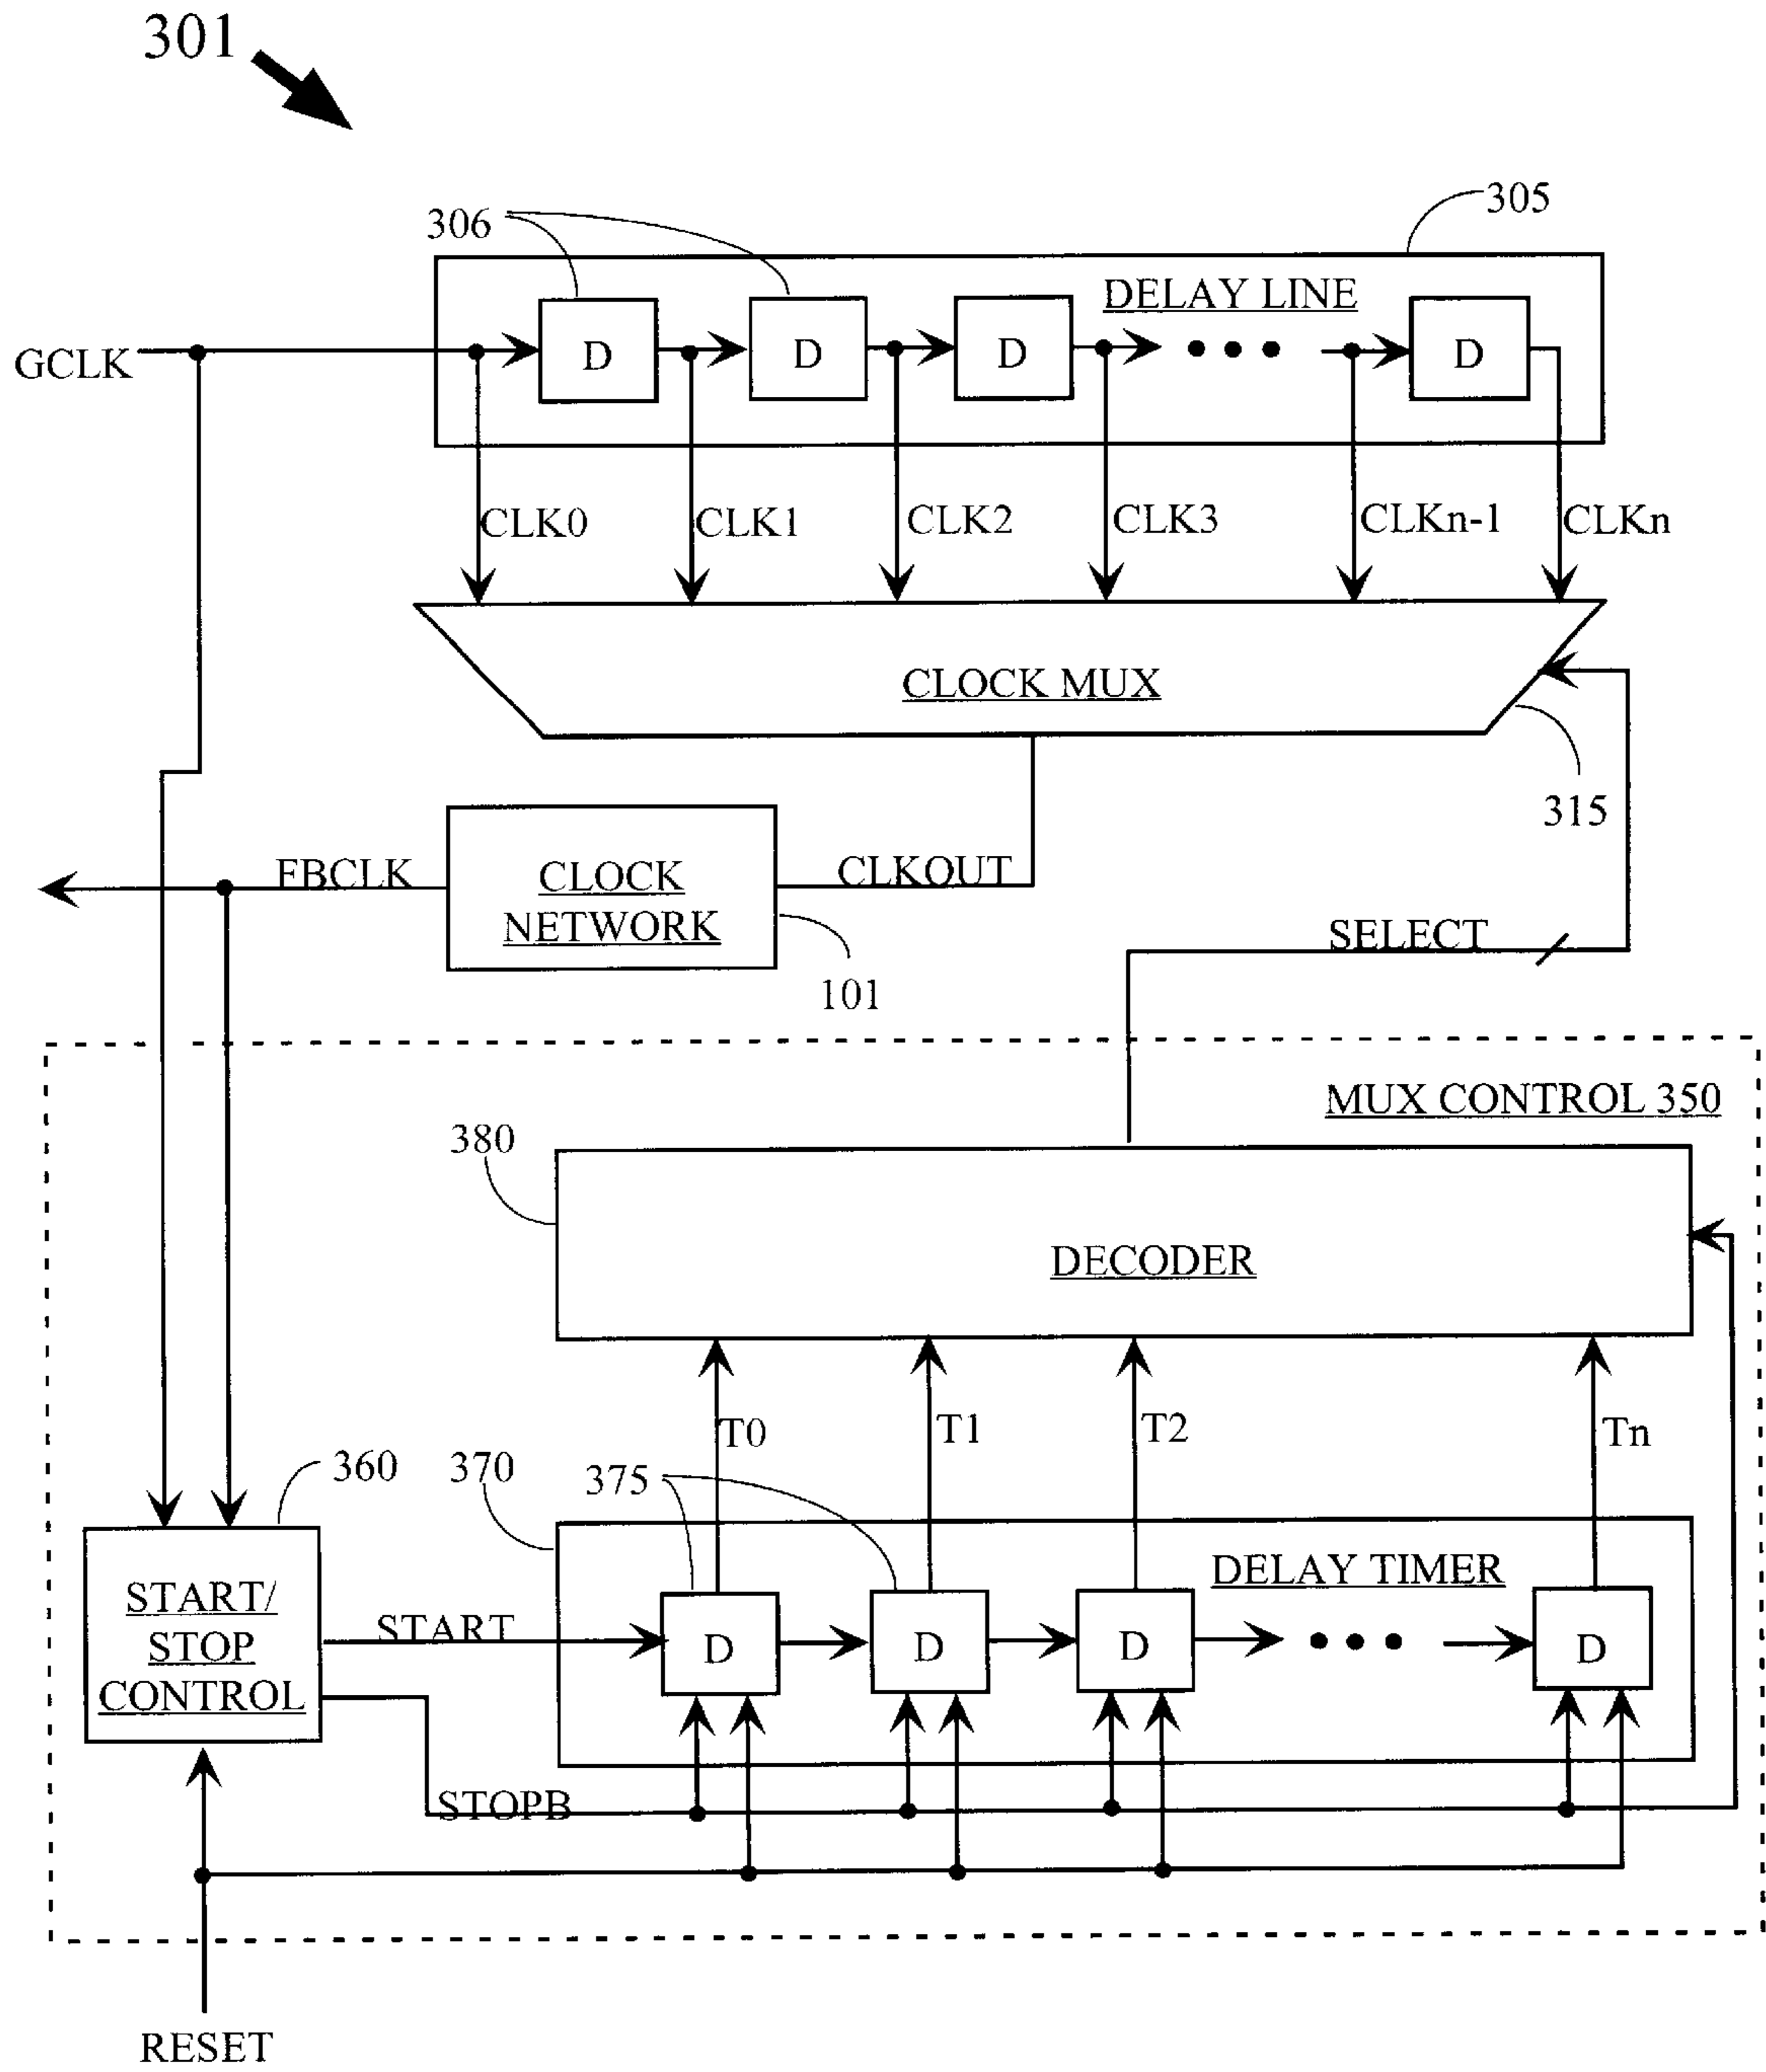 301
305
306
DELAY LINE
GCLK
D
D
D
D
CLK0
CLK1
CLK2
CLK3
CLKn-1
CLKn
CLOCK MUX
315
FBCLK
CLOCK
NETWORK
CLKOUT
101
SELECT
MUX CONTROL 350
380
DECODER
T0
T1
T2
Tn
360
370
375
DELAY TIMER
START/
STOP
CONTROL
START
D
D
D
D
STOPB
RESET